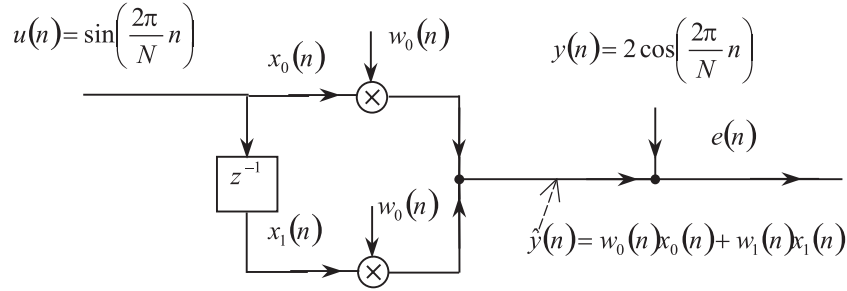 u(n) = sin(2π/N n)
x₀(n)
w₀(n)
y(n) = 2 cos(2π/N n)
e(n)
z⁻¹
w₀(n)
x₁(n)
ŷ(n) = w₀(n)x₀(n) + w₁(n)x₁(n)